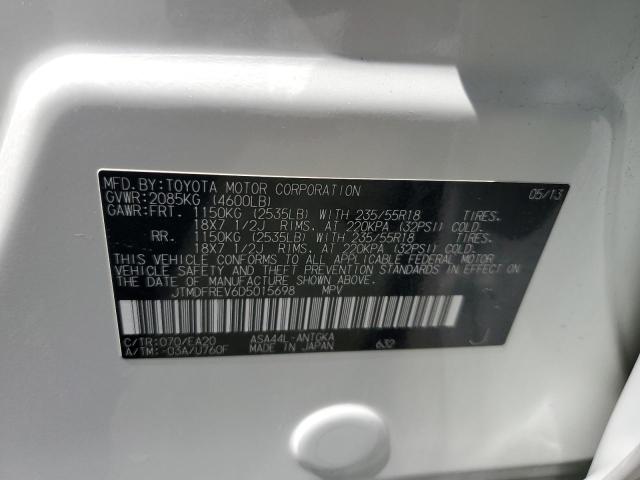 MFD. BY: TOYOTA MOTOR CORPORATION 05/13
GVWR: 2085KG (4600LB)
GAWR: FRT. 1150KG (2535LB) WITH 235/55R18 TIRES.
18X7 1/2J RIMS. AT 220KPA (32PSI) COLD.
RR. 1150KG (2535LB) WITH 235/55R18 TIRES.
18X7 1/2J RIMS. AT 220KPA (32PSI) COLD.
THIS VEHICLE CONFORMS TO ALL APPLICABLE FEDERAL MOTOR
VEHICLE SAFETY AND BUMPER STANDARDS IN EFFECT ON
THE DATE OF MANUFACTURE SHOWN ABOVE.
JTMDFREV6D5015698 MPV
C/TR: 070/EA20 ASA44L-ANTGKA
A/TM: -03A/U760F MADE IN JAPAN 632 J